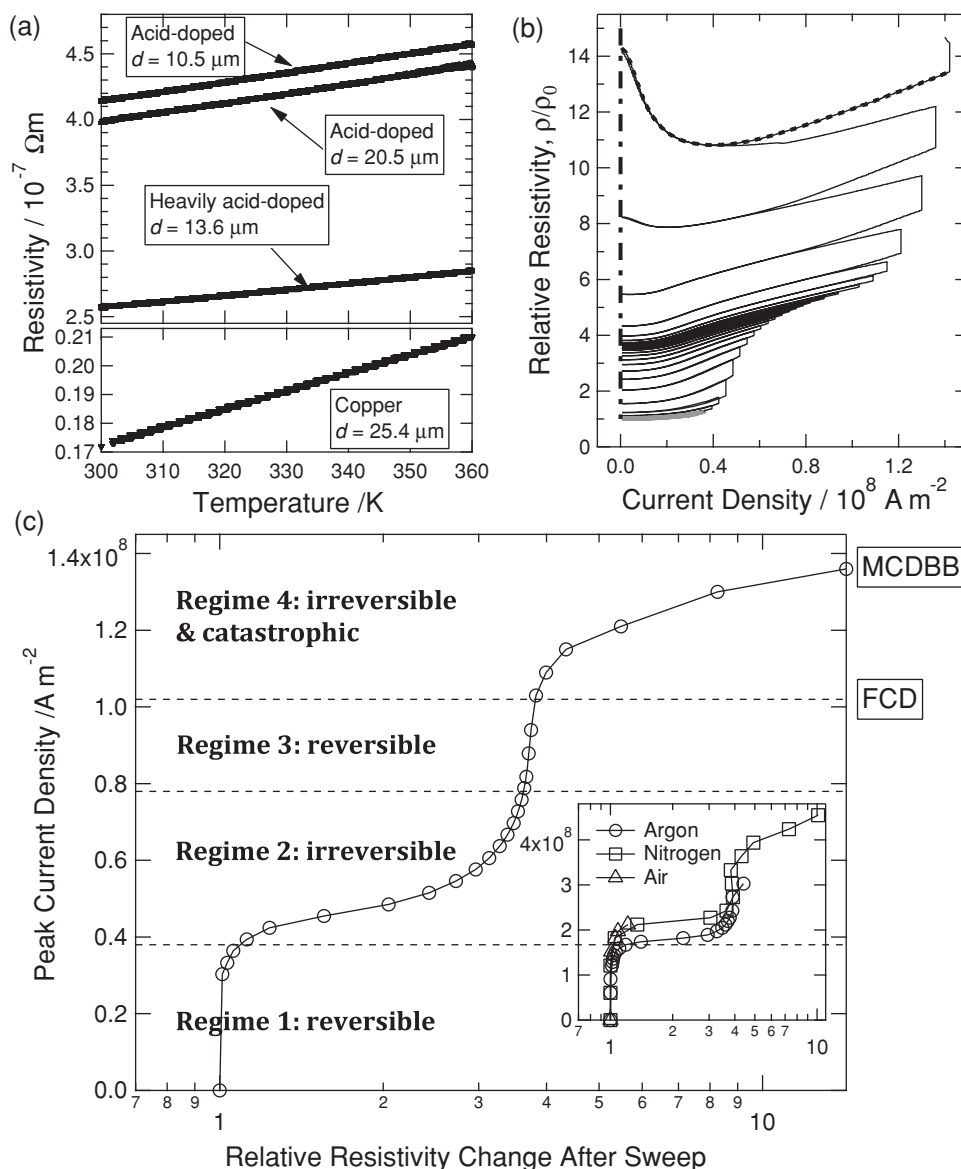 (a)
Resistivity / 10⁻⁷ Ωm
4.5
4.0
3.0
2.5
0.21
0.20
0.19
0.18
0.17
Acid-doped
d = 10.5 μm
Acid-doped
d = 20.5 μm
Heavily acid-doped
d = 13.6 μm
Copper
d = 25.4 μm
300 310 320 330 340 350 360
Temperature /K
(b)
Relative Resistivity, ρ/ρ₀
14
12
10
8
6
4
2
0
0.0 0.4 0.8 1.2
Current Density / 10⁸ A m⁻²
(c)
Peak Current Density /A m⁻²
1.4x10⁸
1.2
1.0
0.8
0.6
0.4
0.2
0.0
Regime 4: irreversible
& catastrophic
Regime 3: reversible
Regime 2: irreversible
Regime 1: reversible
MCDBB
FCD
Argon
Nitrogen
Air
4x10⁸
3
2
1
0
7 1 2 3 4 5 6 7 10
7 8 9 1 2 3 4 5 6 7 8 9 10
Relative Resistivity Change After Sweep